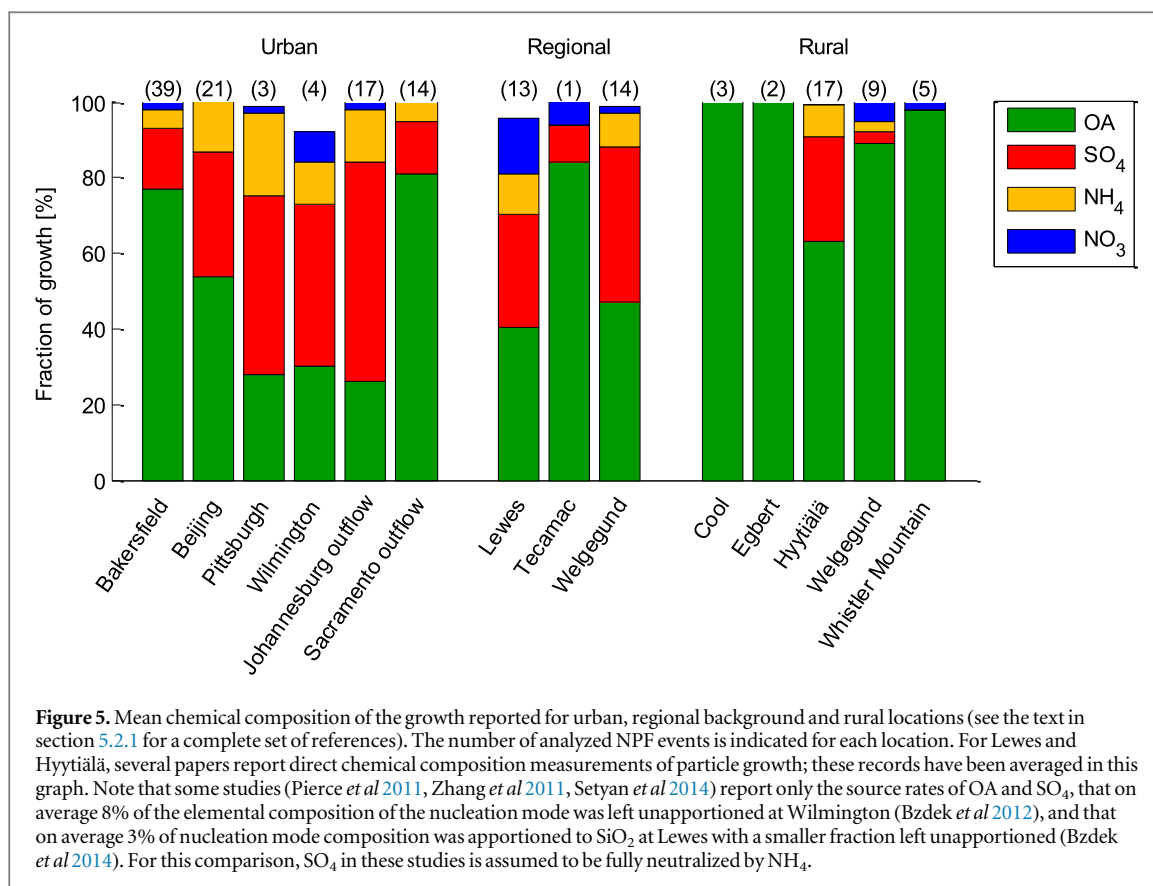 Urban Regional Rural
(39) (21) (3) (4) (17) (14) (13) (1) (14) (3) (2) (17) (9) (5)
100
80
60
40
20
0
Fraction of growth [%]
OA
SO4
NH4
NO3
Bakersfield
Beijing
Pittsburgh
Wilmington
Johannesburg outflow
Sacramento outflow
Lewes
Tecamac
Welgegund
Cool
Egbert
Hyytiälä
Welgegund
Whistler Mountain
Figure 5. Mean chemical composition of the growth reported for urban, regional background and rural locations (see the text in
section 5.2.1 for a complete set of references). The number of analyzed NPF events is indicated for each location. For Lewes and
Hyytiälä, several papers report direct chemical composition measurements of particle growth; these records have been averaged in this
graph. Note that some studies (Pierce et al 2011, Zhang et al 2011, Setyan et al 2014) report only the source rates of OA and SO4, that on
average 8% of the elemental composition of the nucleation mode was left unapportioned at Wilmington (Bzdek et al 2012), and that
on average 3% of nucleation mode composition was apportioned to SiO2 at Lewes with a smaller fraction left unapportioned (Bzdek
et al 2014). For this comparison, SO4 in these studies is assumed to be fully neutralized by NH4.